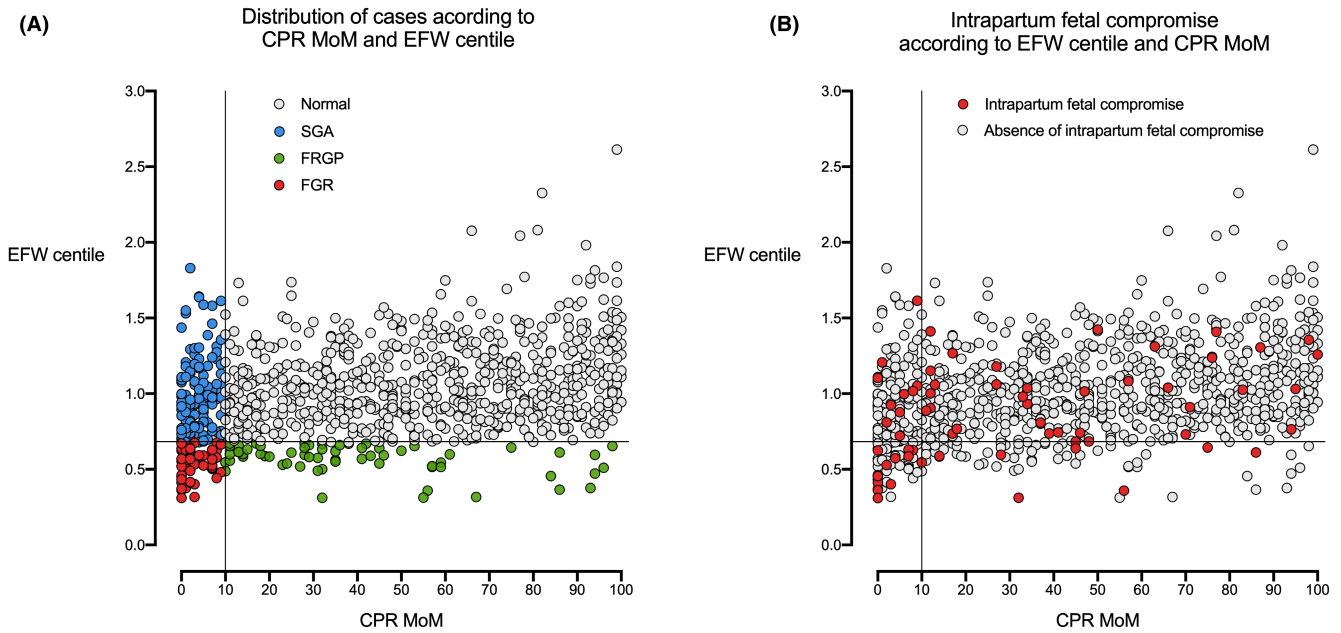 (A)
Distribution of cases acording to
CPR MoM and EFW centile
3.0
2.5
2.0
1.5
1.0
0.5
0.0
EFW centile
Normal
SGA
FRGP
FGR
0 10 20 30 40 50 60 70 80 90 100
CPR MoM
(B)
Intrapartum fetal compromise
according to EFW centile and CPR MoM
3.0
2.5
2.0
1.5
1.0
0.5
0.0
EFW centile
Intrapartum fetal compromise
Absence of intrapartum fetal compromise
0 10 20 30 40 50 60 70 80 90 100
CPR MoM